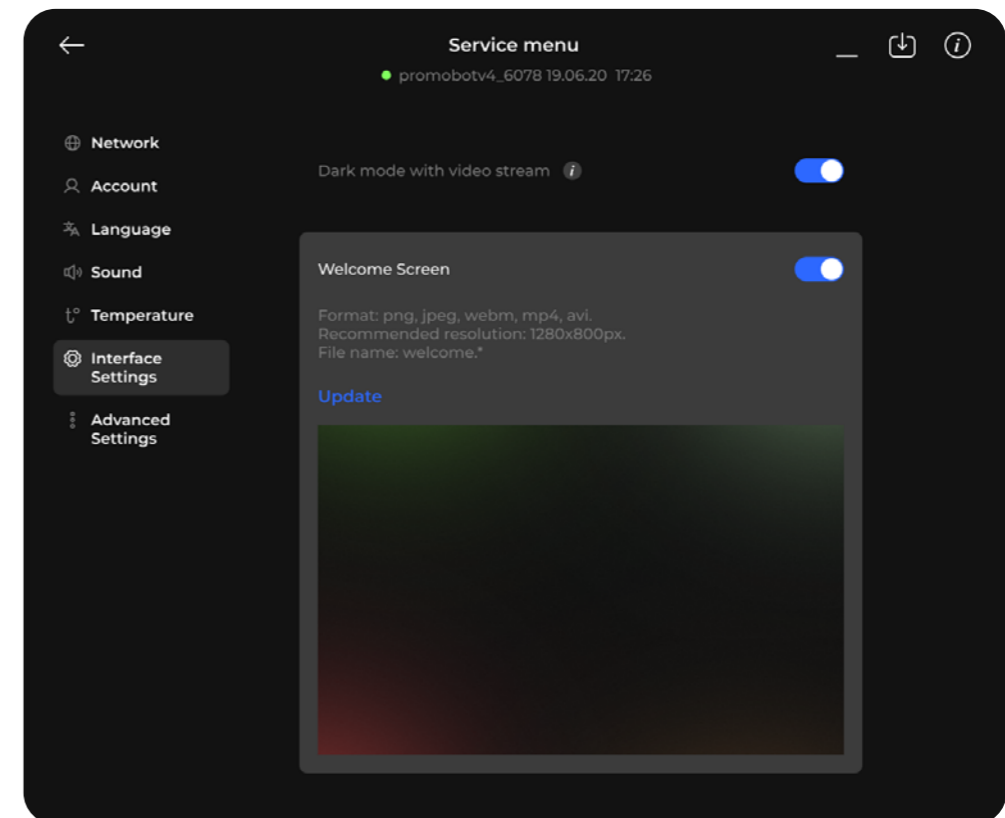 Service menu
promobotv4_6078 19.06.20 17:26
Network
Account
Language
Sound
t° Temperature
Interface
Settings
Advanced
Settings
Dark mode with video stream i
Welcome Screen
Format: png, jpeg, webm, mp4, avi.
Recommended resolution: 1280x800px.
File name: welcome.*
Update